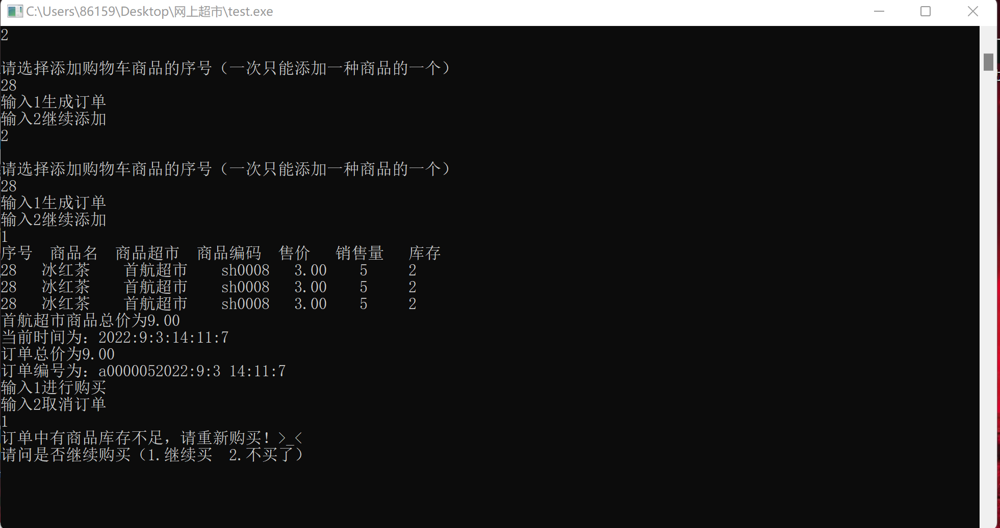 C:\Users\86159\Desktop\网上超市\test.exe
2
请选择添加购物车商品的序号（一次只能添加一种商品的一个）
28
输入1生成订单
输入2继续添加
2
请选择添加购物车商品的序号（一次只能添加一种商品的一个）
28
输入1生成订单
输入2继续添加
1
序号 商品名 商品超市 商品编码 售价 销售量 库存
28 冰红茶 首航超市 sh0008 3.00 5 2
28 冰红茶 首航超市 sh0008 3.00 5 2
28 冰红茶 首航超市 sh0008 3.00 5 2
首航超市商品总价为9.00
当前时间为：2022:9:3:14:11:7
订单总价为9.00
订单编号为：a0000052022:9:3 14:11:7
输入1进行购买
输入2取消订单
1
订单中有商品库存不足，请重新购买！>_<
请问是否继续购买（1.继续买 2.不买了）